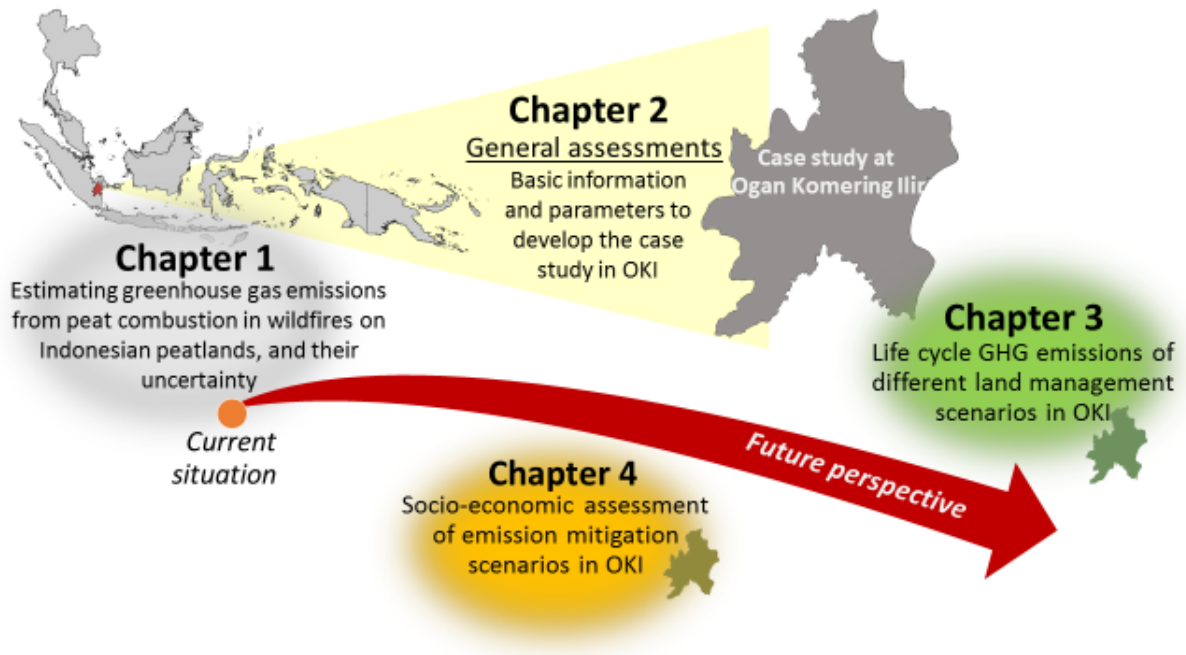 Chapter 1
Estimating greenhouse gas emissions
from peat combustion in wildfires on
Indonesian peatlands, and their
uncertainty
Current
situation
Chapter 2
General assessments
Basic information
and parameters to
develop the case
study in OKI
Case study at
Ogan Komering Ilir
Chapter 3
Life cycle GHG emissions of
different land management
scenarios in OKI
Future perspective
Chapter 4
Socio-economic assessment
of emission mitigation
scenarios in OKI